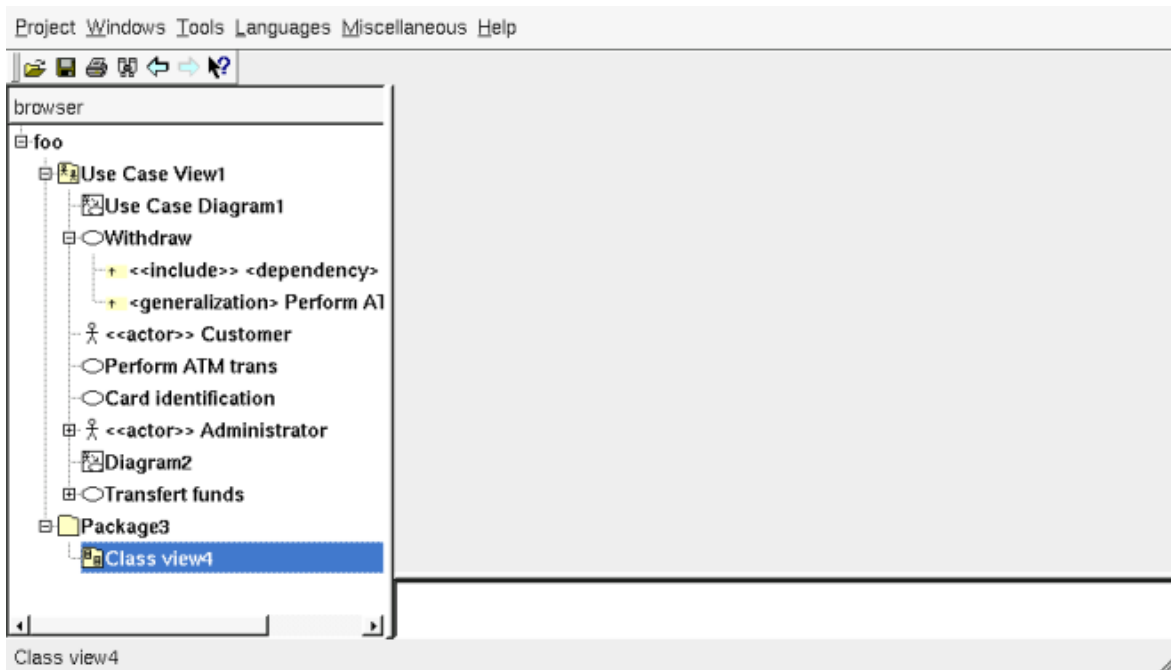 Project Windows Tools Languages Miscellaneous Help
browser
foo
Use Case View1
Use Case Diagram1
Withdraw
<<include>> <dependency>
<generalization> Perform AT
<<actor>> Customer
Perform ATM trans
Card identification
<<actor>> Administrator
Diagram2
Transfert funds
Package3
Class view4
Class view4